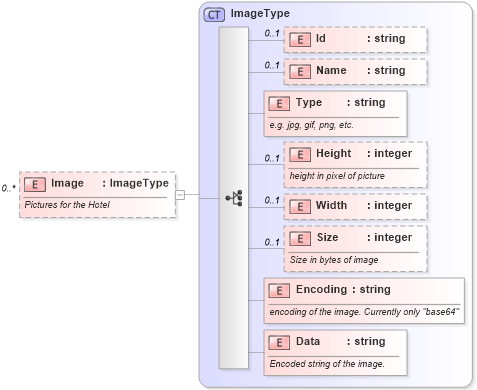 CT ImageType
0..1 E Id : string
0..1 E Name : string
E Type : string
e.g. jpg, gif, png, etc.
0..1 E Height : integer
height in pixel of picture
0..* E Image : ImageType
Pictures for the Hotel
0..1 E Width : integer
0..1 E Size : integer
Size in bytes of image
E Encoding : string
encoding of the image. Currently only "base64"
E Data : string
Encoded string of the image.